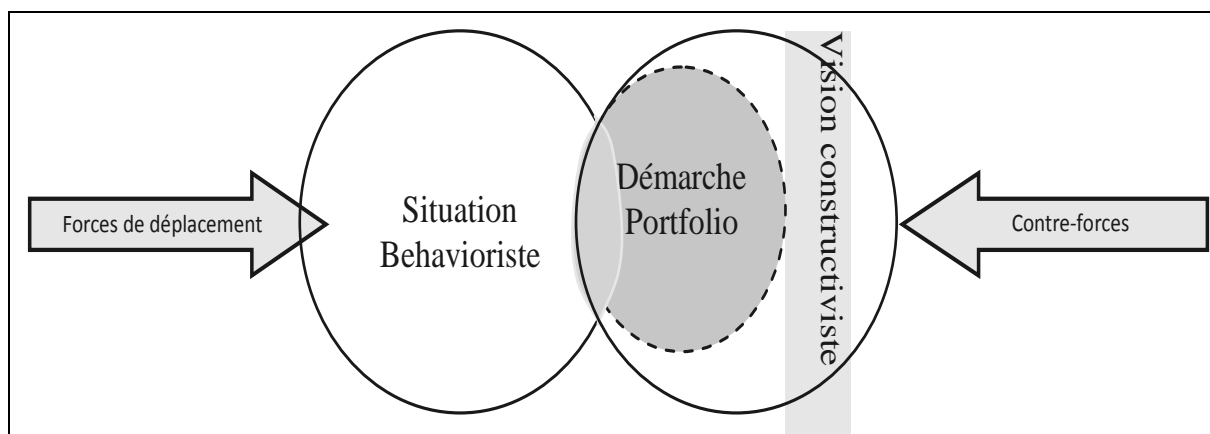 Forces de déplacement
Situation
Behavioriste
Démarche
Portfolio
Vision constructiviste
Contre-forces